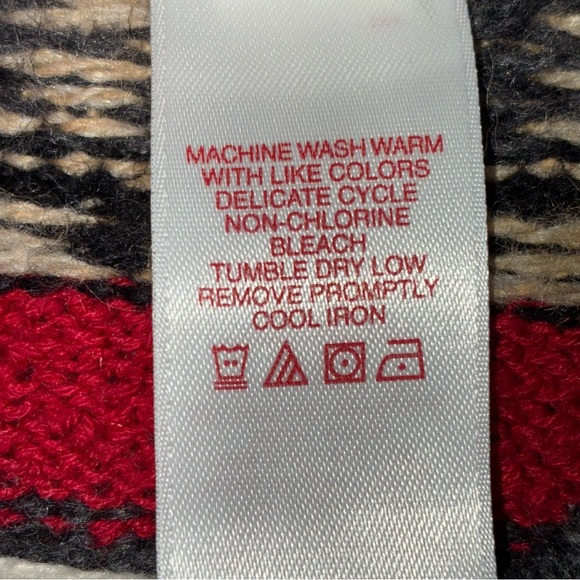 MACHINE WASH WARM
WITH LIKE COLORS
DELICATE CYCLE
NON-CHLORINE
BLEACH
TUMBLE DRY LOW
REMOVE PROMPTLY
COOL IRON